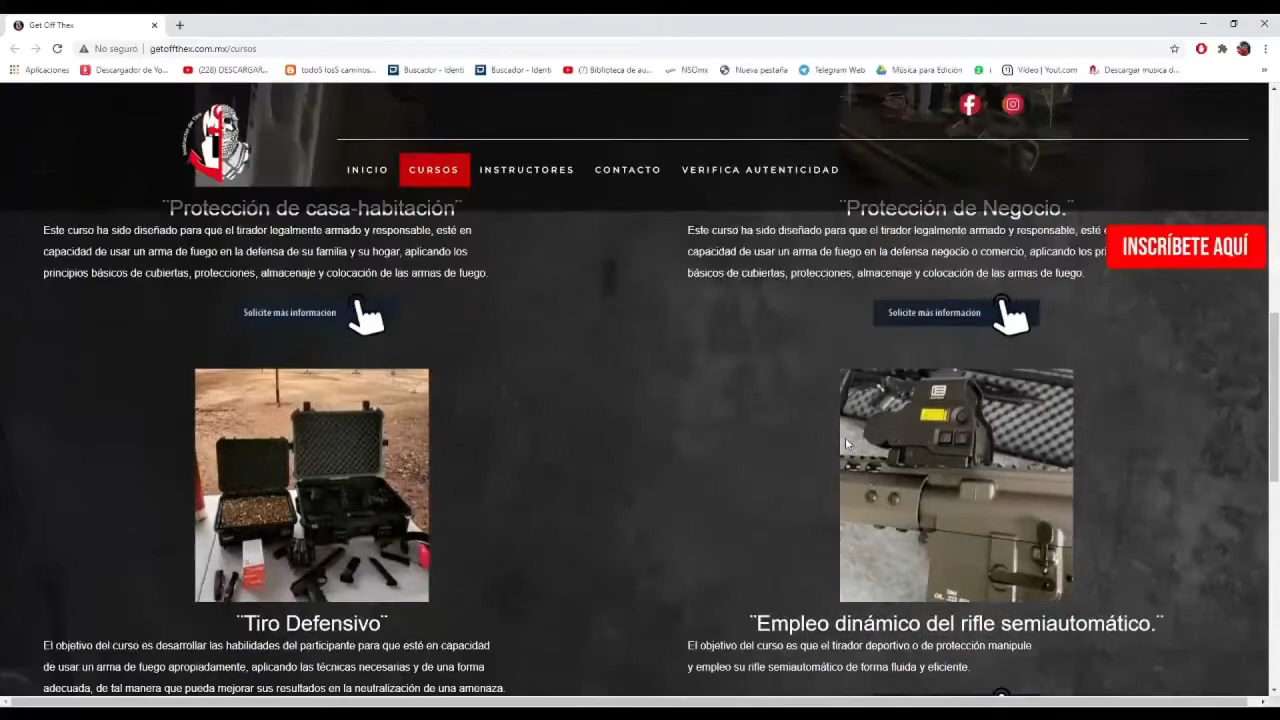 Get Off Thex
No seguro
getoffthex.com.mx/cursos
Aplicaciones
Descargador de Yo...
(228) DESCARGAR...
todoS losS caminos...
Buscador - Identi
Buscador - Identi
(7) Biblioteca de au...
NSOmx
Nueva pestaña
Telegram Web
Música para Edición
Vídeo | Yout.com
Descargar musica d...
»
Instructor de Tiro
INICIO
CURSOS
INSTRUCTORES
CONTACTO
VERIFICA AUTENTICIDAD
¨Protección de casa-habitación¨
Este curso ha sido diseñado para que el tirador legalmente armado y responsable, esté en
capacidad de usar un arma de fuego en la defensa de su familia y su hogar, aplicando los
principios básicos de cubiertas, protecciones, almacenaje y colocación de las armas de fuego.
Solicite más informacion
¨Protección de Negocio.¨
Este curso ha sido diseñado para que el tirador legalmente armado y responsable, esté
capacidad de usar un arma de fuego en la defensa negocio o comercio, aplicando los
básicos de cubiertas, protecciones, almacenaje y colocación de las armas de fuego.
INSCRÍBETE AQUÍ
Solicite más informacion
¨Tiro Defensivo¨
El objetivo del curso es desarrollar las habilidades del participante para que esté en capacidad
de usar un arma de fuego apropiadamente, aplicando las técnicas necesarias y de una forma
adecuada, de tal manera que pueda mejorar sus resultados en la neutralización de una amenaza.
¨Empleo dinámico del rifle semiautomático.¨
El objetivo del curso es que el tirador deportivo o de protección manipule
y empleo su rifle semiautomático de forma fluida y eficiente.